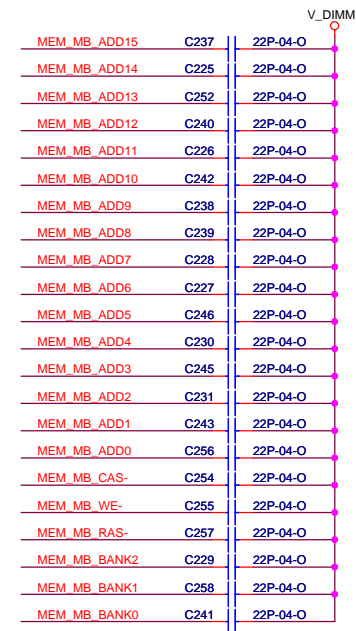 V_DIMM
MEM_MB_ADD15 C237 22P-04-O
MEM_MB_ADD14 C225 22P-04-O
MEM_MB_ADD13 C252 22P-04-O
MEM_MB_ADD12 C240 22P-04-O
MEM_MB_ADD11 C226 22P-04-O
MEM_MB_ADD10 C242 22P-04-O
MEM_MB_ADD9 C238 22P-04-O
MEM_MB_ADD8 C239 22P-04-O
MEM_MB_ADD7 C228 22P-04-O
MEM_MB_ADD6 C227 22P-04-O
MEM_MB_ADD5 C246 22P-04-O
MEM_MB_ADD4 C230 22P-04-O
MEM_MB_ADD3 C245 22P-04-O
MEM_MB_ADD2 C231 22P-04-O
MEM_MB_ADD1 C243 22P-04-O
MEM_MB_ADD0 C256 22P-04-O
MEM_MB_CAS- C254 22P-04-O
MEM_MB_WE- C255 22P-04-O
MEM_MB_RAS- C257 22P-04-O
MEM_MB_BANK2 C229 22P-04-O
MEM_MB_BANK1 C258 22P-04-O
MEM_MB_BANK0 C241 22P-04-O